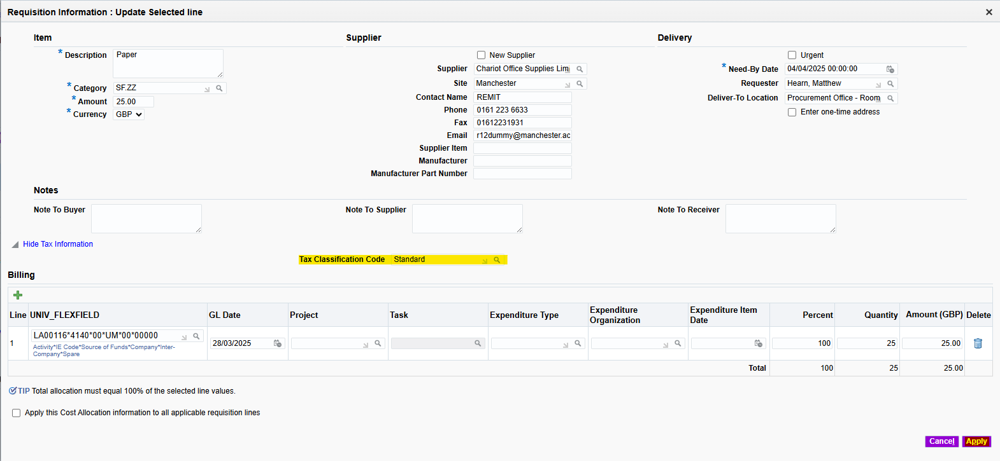 Requisition Information : Update Selected line
Item
* Description Paper
* Category SF.ZZ
* Amount 25.00
* Currency GBP
Supplier
New Supplier
Supplier Chariot Office Supplies Lim
Site Manchester
Contact Name REMIT
Phone 0161 223 6633
Fax 01612231931
Email r12dummy@manchester.ac
Supplier Item
Manufacturer
Manufacturer Part Number
Delivery
Urgent
* Need-By Date 04/04/2025 00:00:00
Requester Hearn, Matthew
Deliver-To Location Procurement Office - Room
Enter one-time address
Notes
Note To Buyer
Note To Supplier
Note To Receiver
Hide Tax Information
Tax Classification Code Standard
Billing
Line UNIV_FLEXFIELD GL Date Project Task Expenditure Type Expenditure Organization Expenditure Item Date Percent Quantity Amount (GBP) Delete
1 LA00116*4140*00*UM*00*00000 28/03/2025 100 25 25.00
Activity*IE Code*Source of Funds*Company*Inter-
Company*Spare
Total 100 25 25.00
TIP Total allocation must equal 100% of the selected line values.
Apply this Cost Allocation information to all applicable requisition lines
Cancel Apply